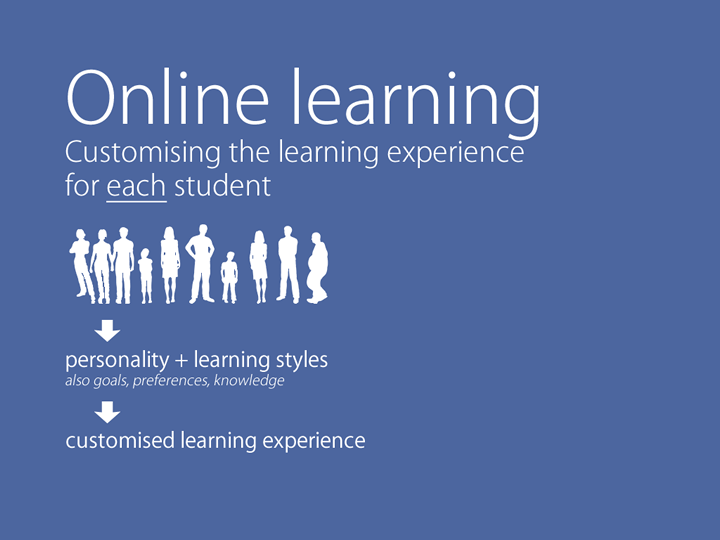 Online learning
Customising the learning experience
for each student
personality + learning styles
also goals, preferences, knowledge
customised learning experience